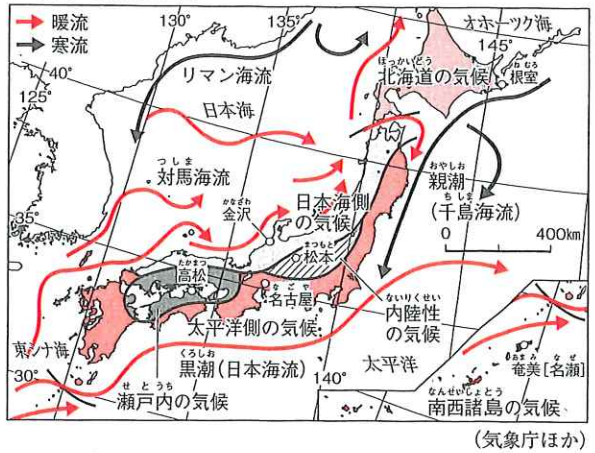 暖流
寒流
130°
135°
オホーツク海
145°
40°
125°
35°
30°
140°
リマン海流
日本海
ほっかいどう
北海道の気候
ねむろ
根室
つしま
対馬海流
かなざわ
金沢
日本海側
の気候
おやしお
親潮
ちしま
(千島海流)
0 400km
たかまつ
高松
まつもと
松本
なごや
名古屋
ないりくせい
内陸性
の気候
太平洋側の気候
東シナ海
くろしお
黒潮(日本海流)
太平洋
せとうち
瀬戸内の気候
あまみ なぜ
奄美[名瀬]
なんせいしょとう
南西諸島の気候
(気象庁ほか)